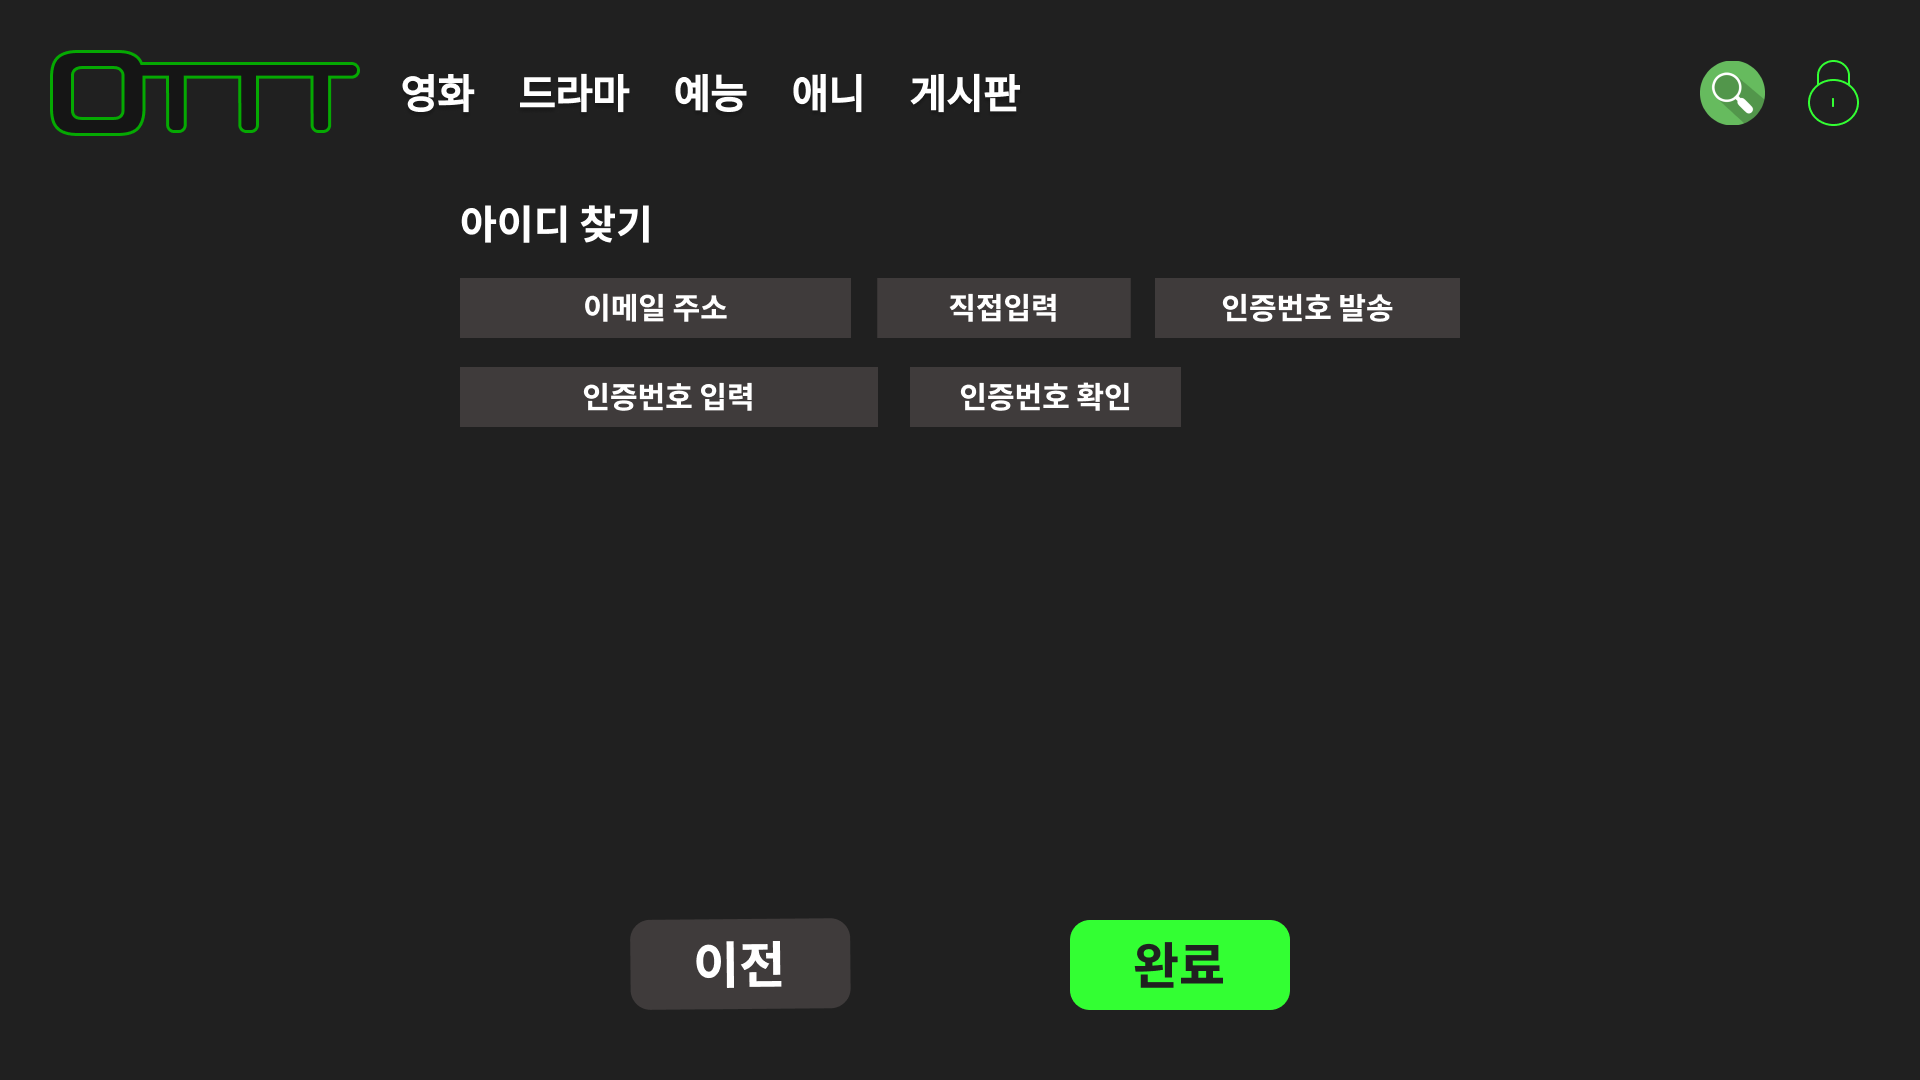 OTTT 영화 드라마 예능 애니 게시판
아이디 찾기
이메일 주소 직접입력 인증번호 발송
인증번호 입력 인증번호 확인
이전 완료